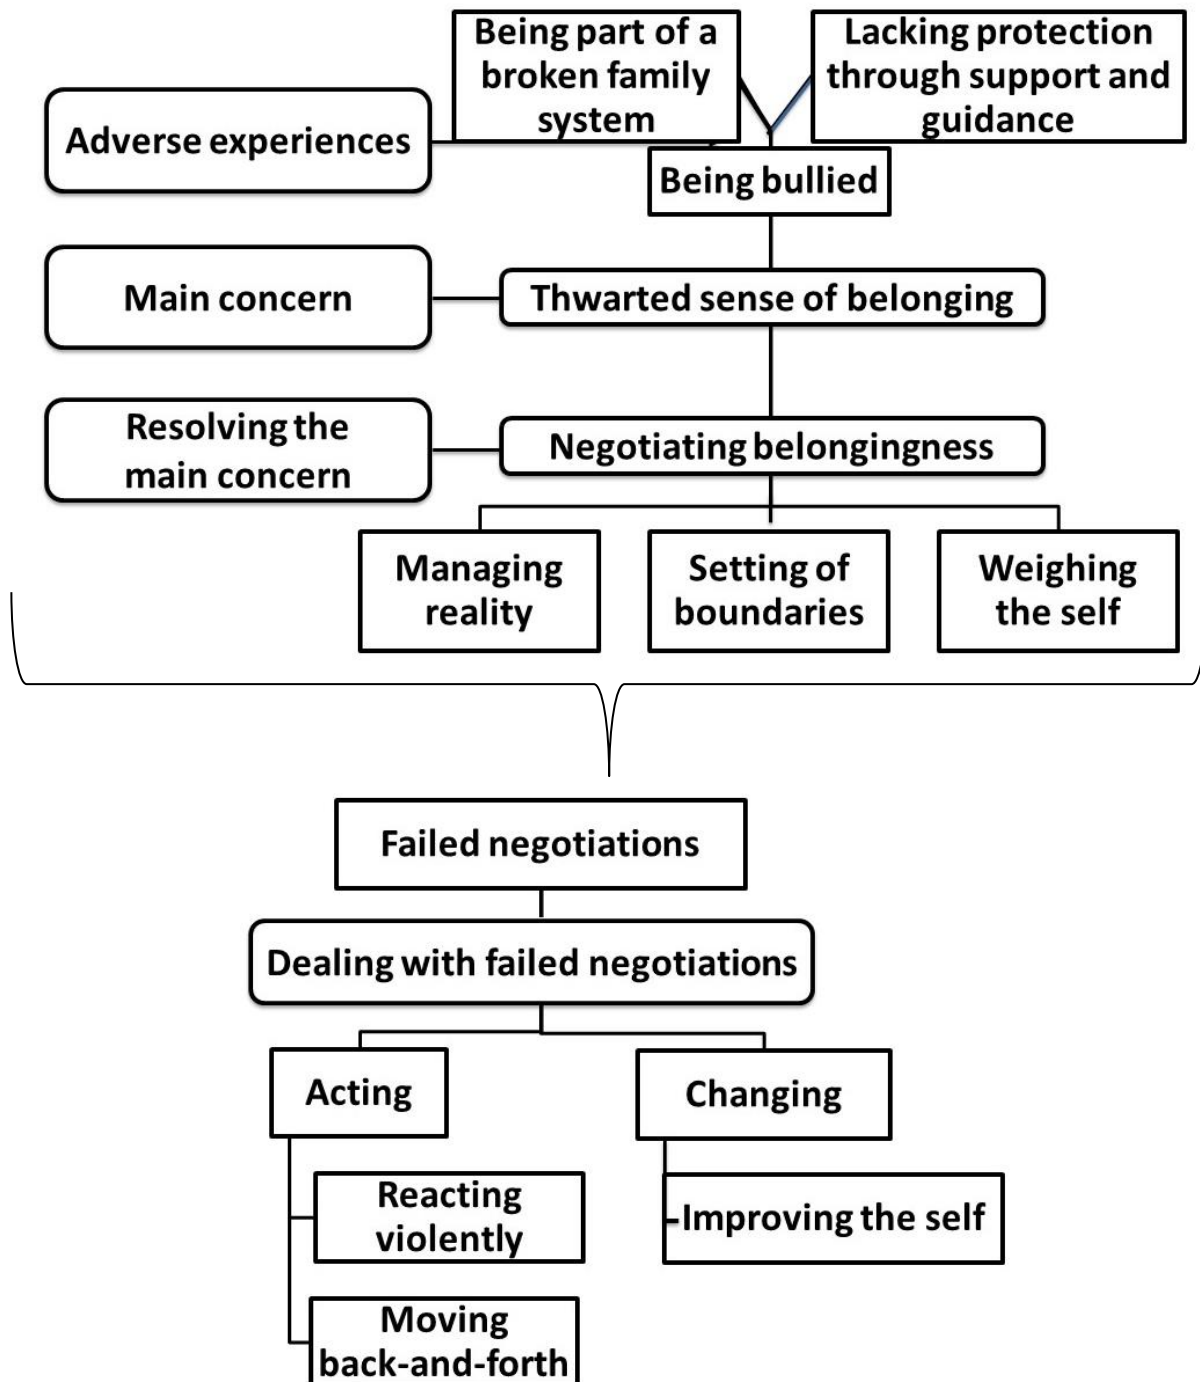 Being part of a
broken family
system
Lacking protection
through support and
guidance
Adverse experiences
Being bullied
Main concern
Thwarted sense of belonging
Resolving the
main concern
Negotiating belongingness
Managing
reality
Setting of
boundaries
Weighing
the self
Failed negotiations
Dealing with failed negotiations
Acting
Changing
Reacting
violently
Improving the self
Moving
back-and-forth